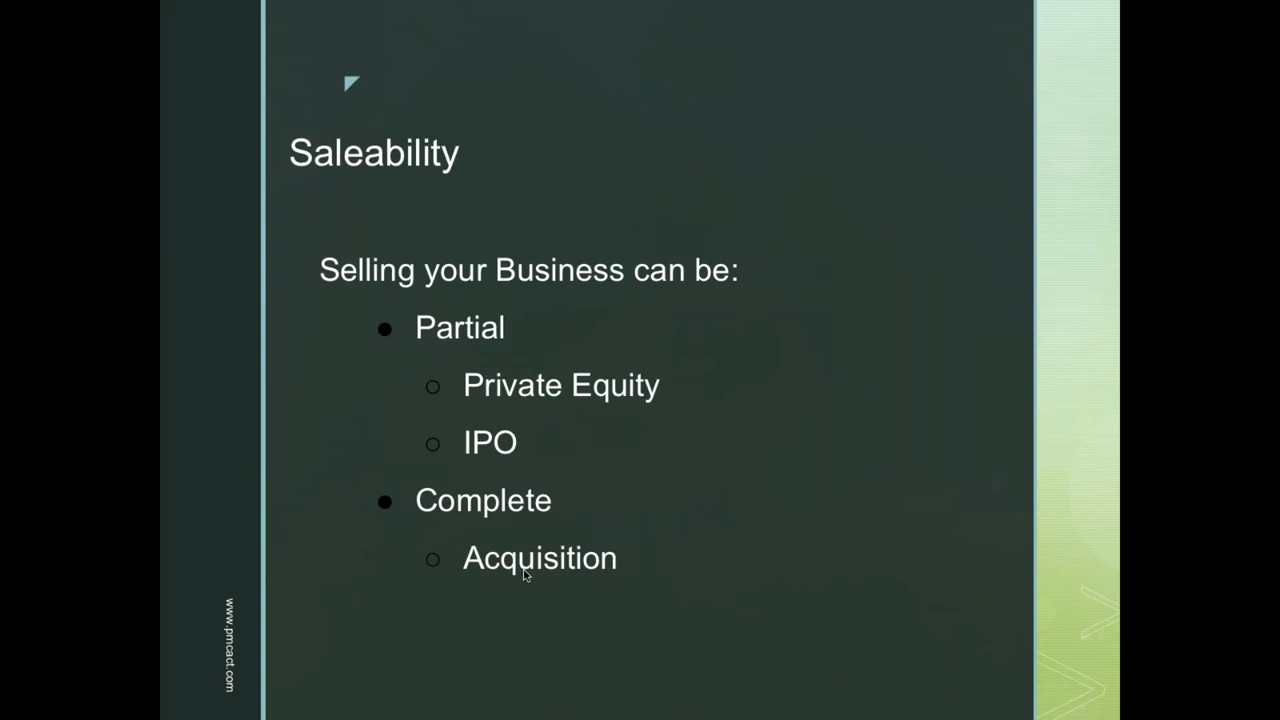 Saleability
Selling your Business can be:
Partial
Private Equity
IPO
Complete
Acquisition
www.pmcact.com